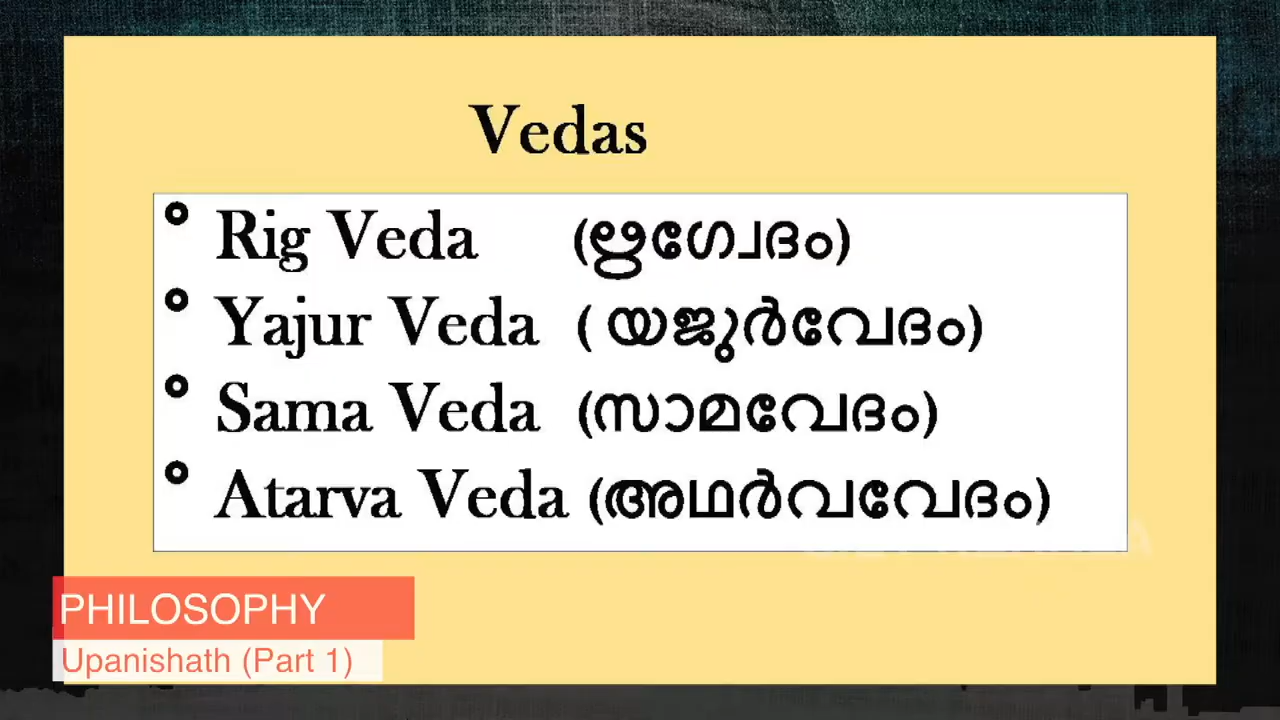 Vedas
° Rig Veda (ഋഗ്വേദം)
° Yajur Veda ( യജുർവേദം)
° Sama Veda (സാമവേദം)
° Atarva Veda (അഥർവവേദം)
PHILOSOPHY
Upanishath (Part 1)